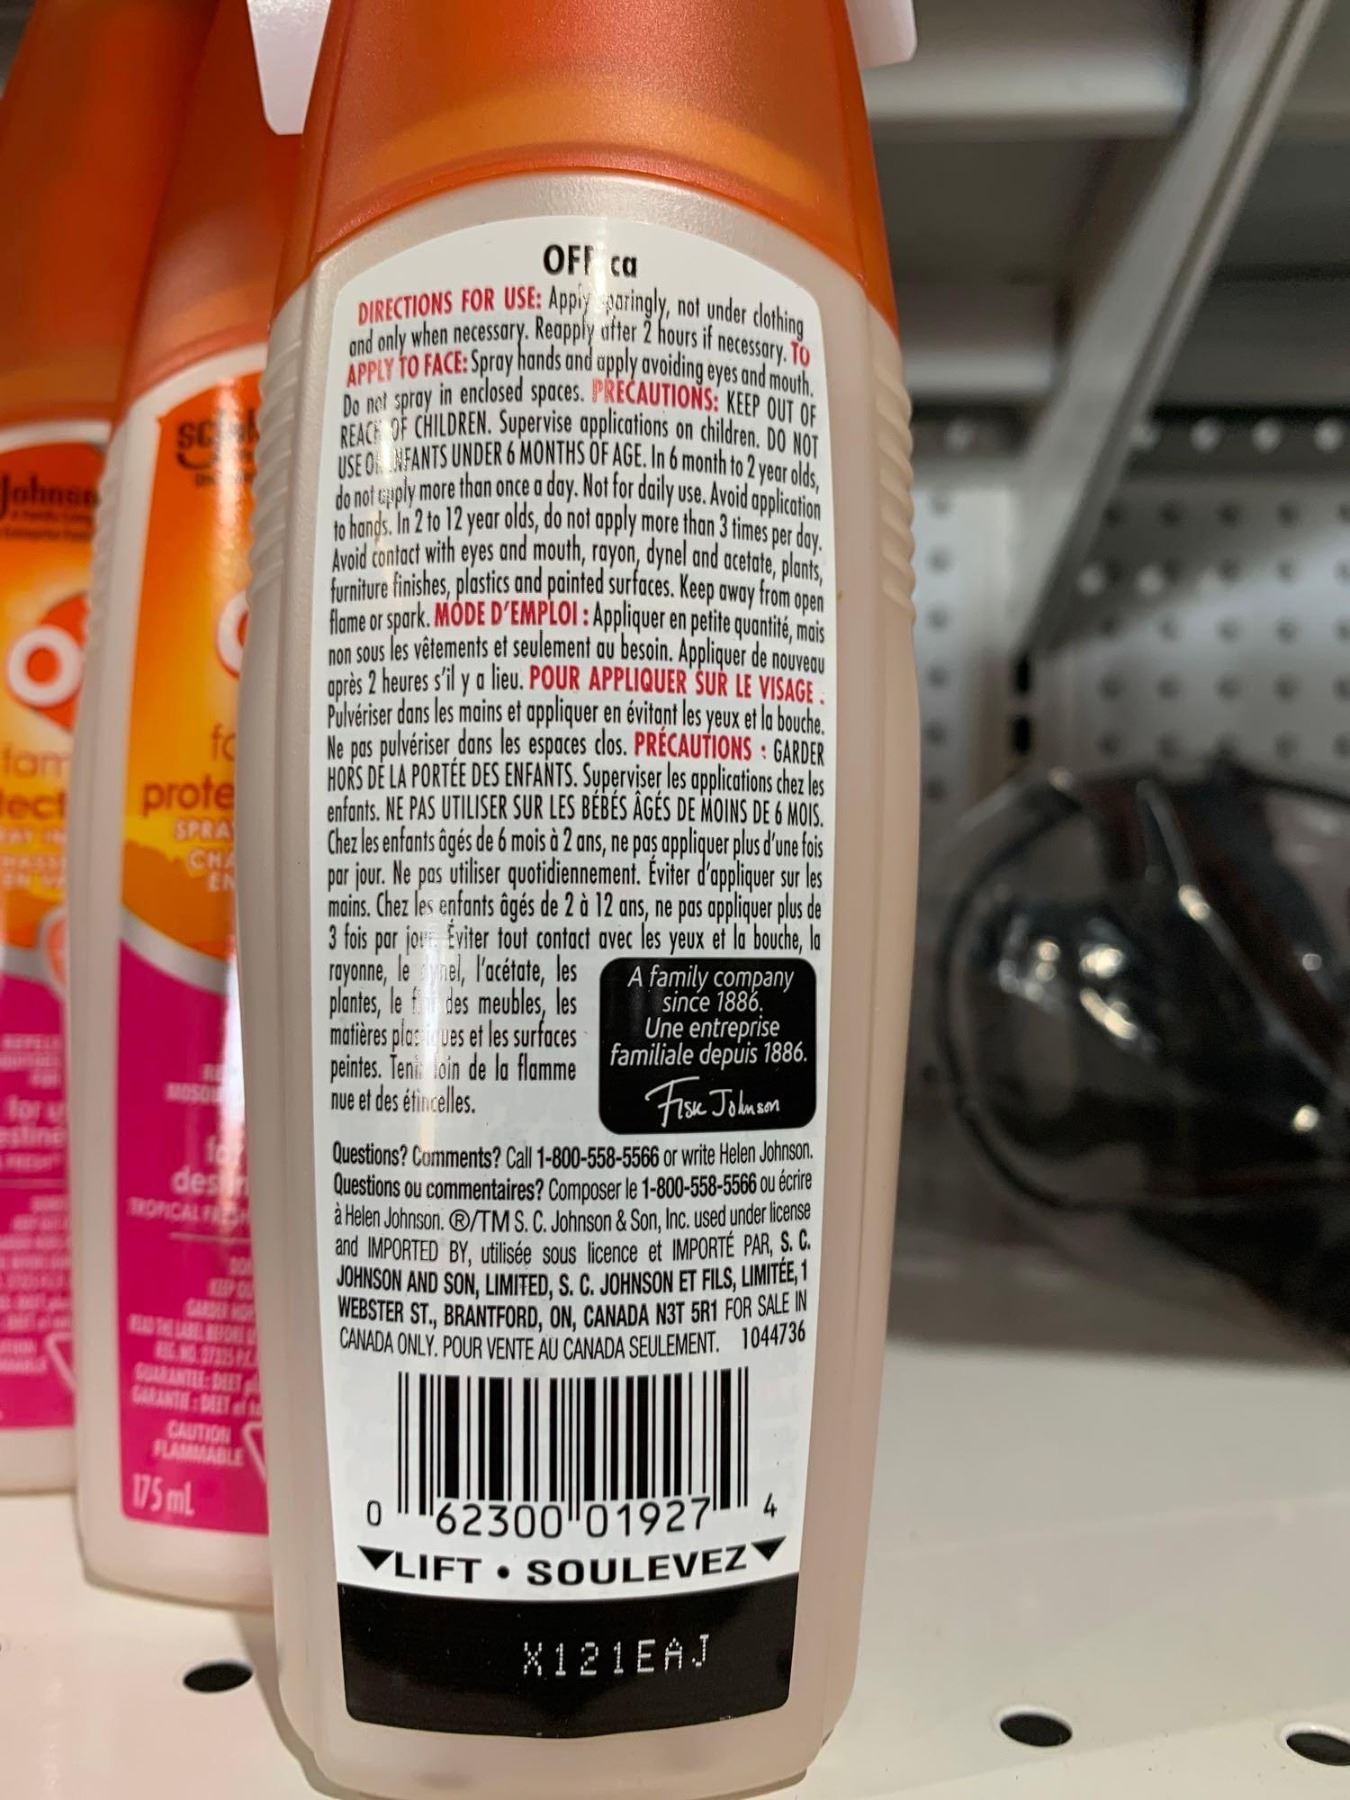 OFF ca
DIRECTIONS FOR USE: Apply sparingly, not under clothing
and only when necessary. Reapply after 2 hours if necessary. TO
APPLY TO FACE: Spray hands and apply avoiding eyes and mouth.
Do not spray in enclosed spaces. PRECAUTIONS: KEEP OUT OF
REACH OF CHILDREN. Supervise applications on children. DO NOT
USE ON INFANTS UNDER 6 MONTHS OF AGE. In 6 month to 2 year olds,
do not apply more than once a day. Not for daily use. Avoid application
to hands. In 2 to 12 year olds, do not apply more than 3 times per day.
Avoid contact with eyes and mouth, rayon, dynel and acetate, plants,
furniture finishes, plastics and painted surfaces. Keep away from open
flame or spark. MODE D'EMPLOI : Appliquer en petite quantité, mais
non sous les vêtements et seulement au besoin. Appliquer de nouveau
après 2 heures s'il y a lieu. POUR APPLIQUER SUR LE VISAGE :
Pulvériser dans les mains et appliquer en évitant les yeux et la bouche.
Ne pas pulvériser dans les espaces clos. PRÉCAUTIONS : GARDER
HORS DE LA PORTÉE DES ENFANTS. Superviser les applications chez les
enfants. NE PAS UTILISER SUR LES BÉBÉS ÂGÉS DE MOINS DE 6 MOIS.
Chez les enfants âgés de 6 mois à 2 ans, ne pas appliquer plus d'une fois
par jour. Ne pas utiliser quotidiennement. Éviter d'appliquer sur les
mains. Chez les enfants âgés de 2 à 12 ans, ne pas appliquer plus de
3 fois par jour. Éviter tout contact avec les yeux et la bouche, la
rayonne, le dynel, l'acétate, les
plantes, le fini des meubles, les
matières plastiques et les surfaces
peintes. Tenir loin de la flamme
nue et des étincelles.
A family company
since 1886.
Une entreprise
familiale depuis 1886.
Fisk Johnson
Questions? Comments? Call 1-800-558-5566 or write Helen Johnson.
Questions ou commentaires? Composer le 1-800-558-5566 ou écrire
à Helen Johnson. ®/TM S. C. Johnson & Son, Inc. used under license
and IMPORTED BY, utilisée sous licence et IMPORTÉ PAR, S. C.
JOHNSON AND SON, LIMITED, S. C. JOHNSON ET FILS, LIMITÉE, 1
WEBSTER ST., BRANTFORD, ON, CANADA N3T 5R1 FOR SALE IN
CANADA ONLY. POUR VENTE AU CANADA SEULEMENT. 1044736
0 62300 01927 4
▼LIFT • SOULEVEZ▼
X121EAJ
Johnson
prote
SPRA
CHA
EN
TROPICAL
GUARANTEE: DEET
GARANTIE : DEET
CAUTION
FLAMMABLE
175 mL